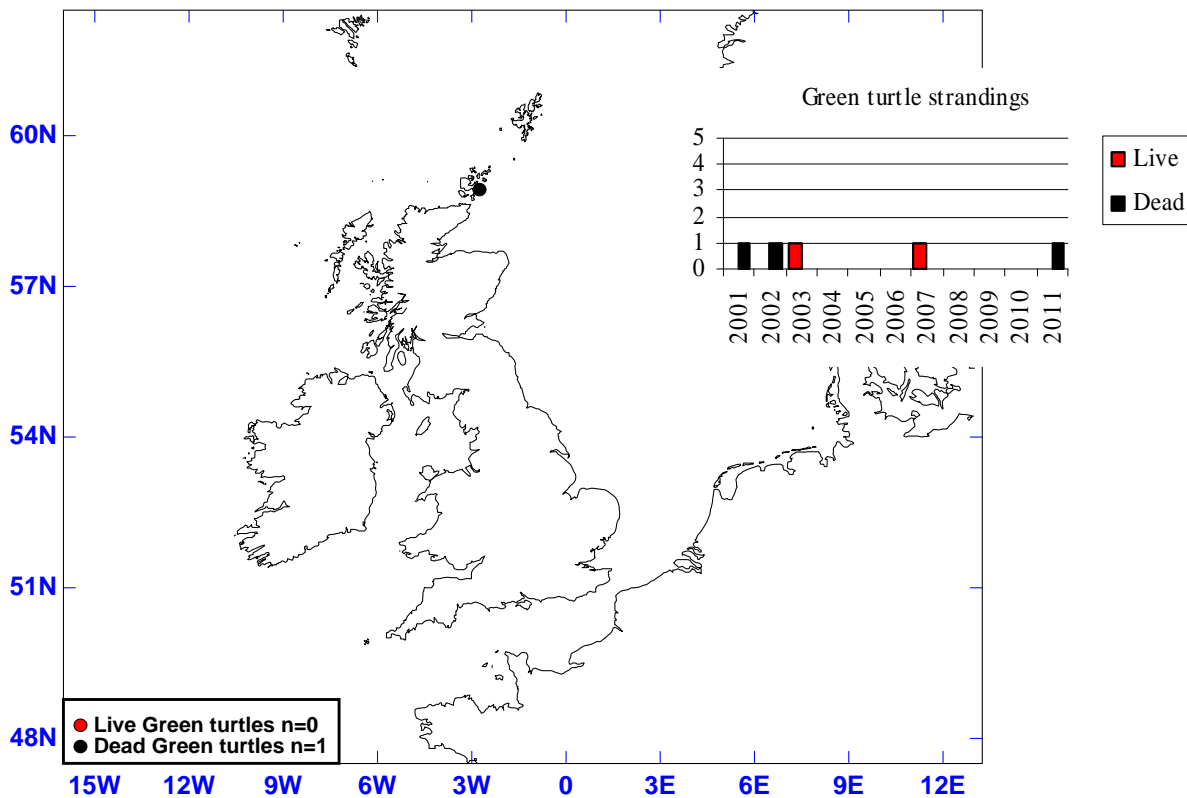 Green turtle strandings
5
4
3
2
1
0
2001
2002
2003
2004
2005
2006
2007
2008
2009
2010
2011
Live
Dead
60N
57N
54N
51N
48N
Live Green turtles n=0
Dead Green turtles n=1
15W 12W 9W 6W 3W 0 3E 6E 9E 12E